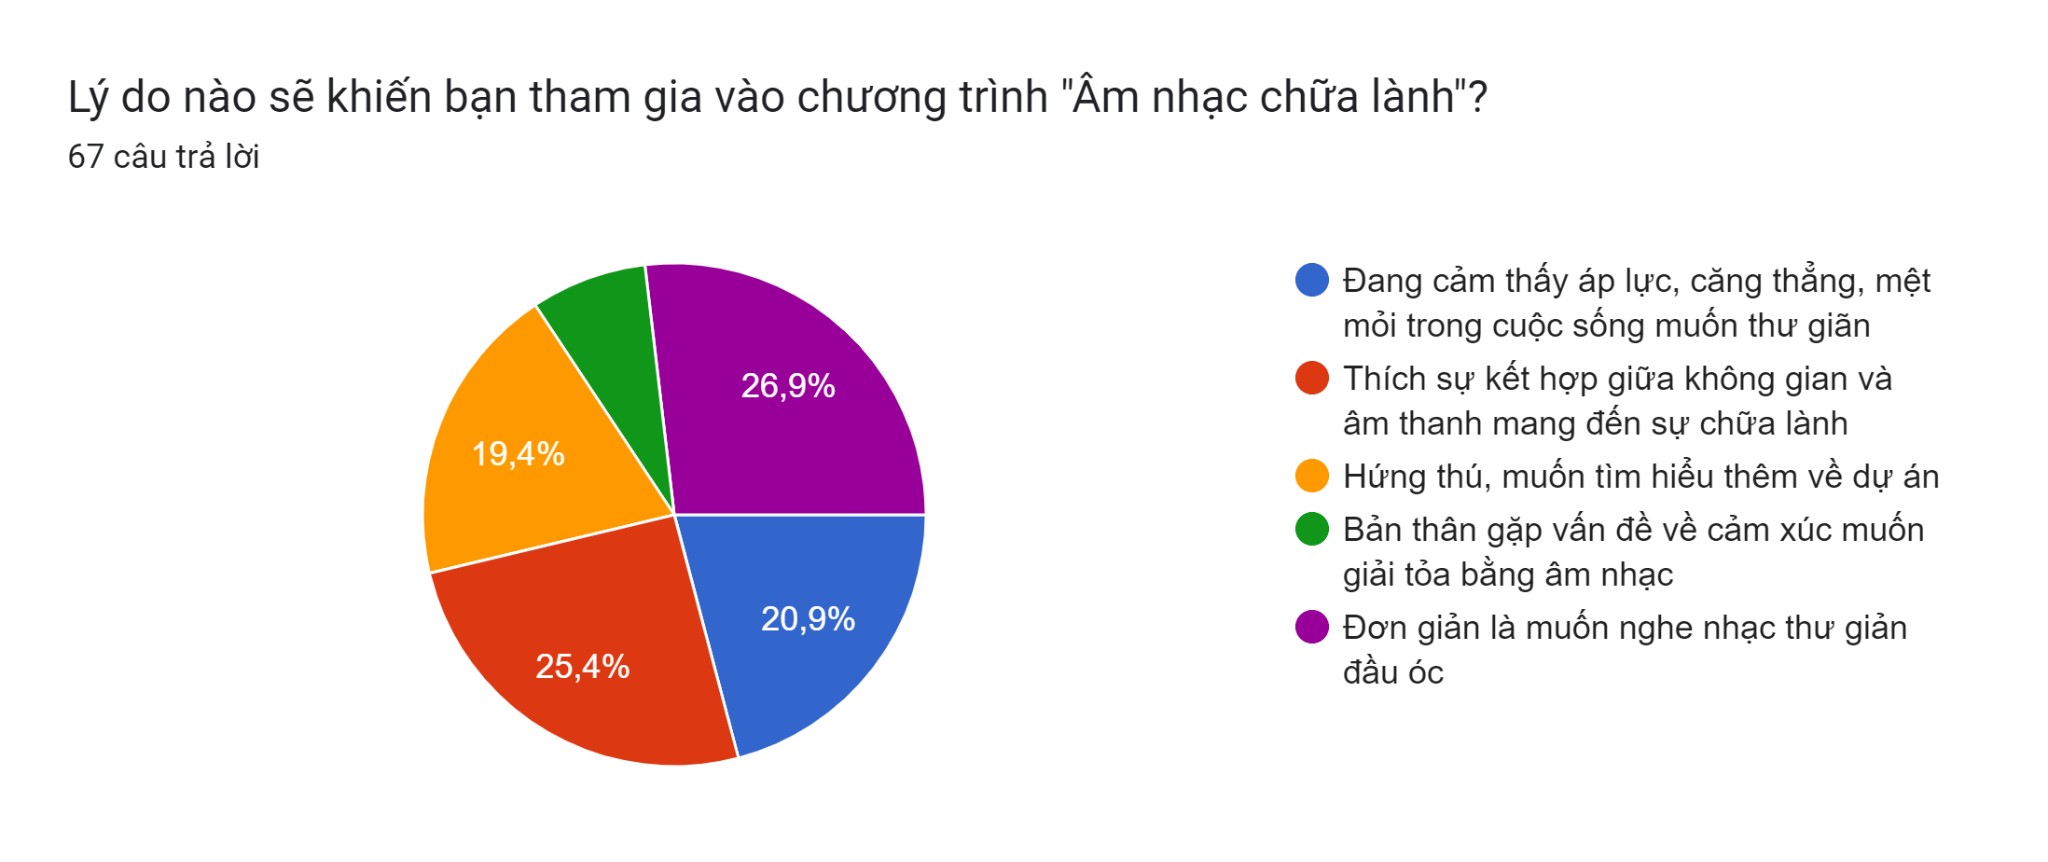 Lý do nào sẽ khiến bạn tham gia vào chương trình "Âm nhạc chữa lành"?
67 câu trả lời
26,9%
19,4%
20,9%
25,4%
Đang cảm thấy áp lực, căng thẳng, mệt
mỏi trong cuộc sống muốn thư giãn
Thích sự kết hợp giữa không gian và
âm thanh mang đến sự chữa lành
Hứng thú, muốn tìm hiểu thêm về dự án
Bản thân gặp vấn đề về cảm xúc muốn
giải tỏa bằng âm nhạc
Đơn giản là muốn nghe nhạc thư giản
đầu óc